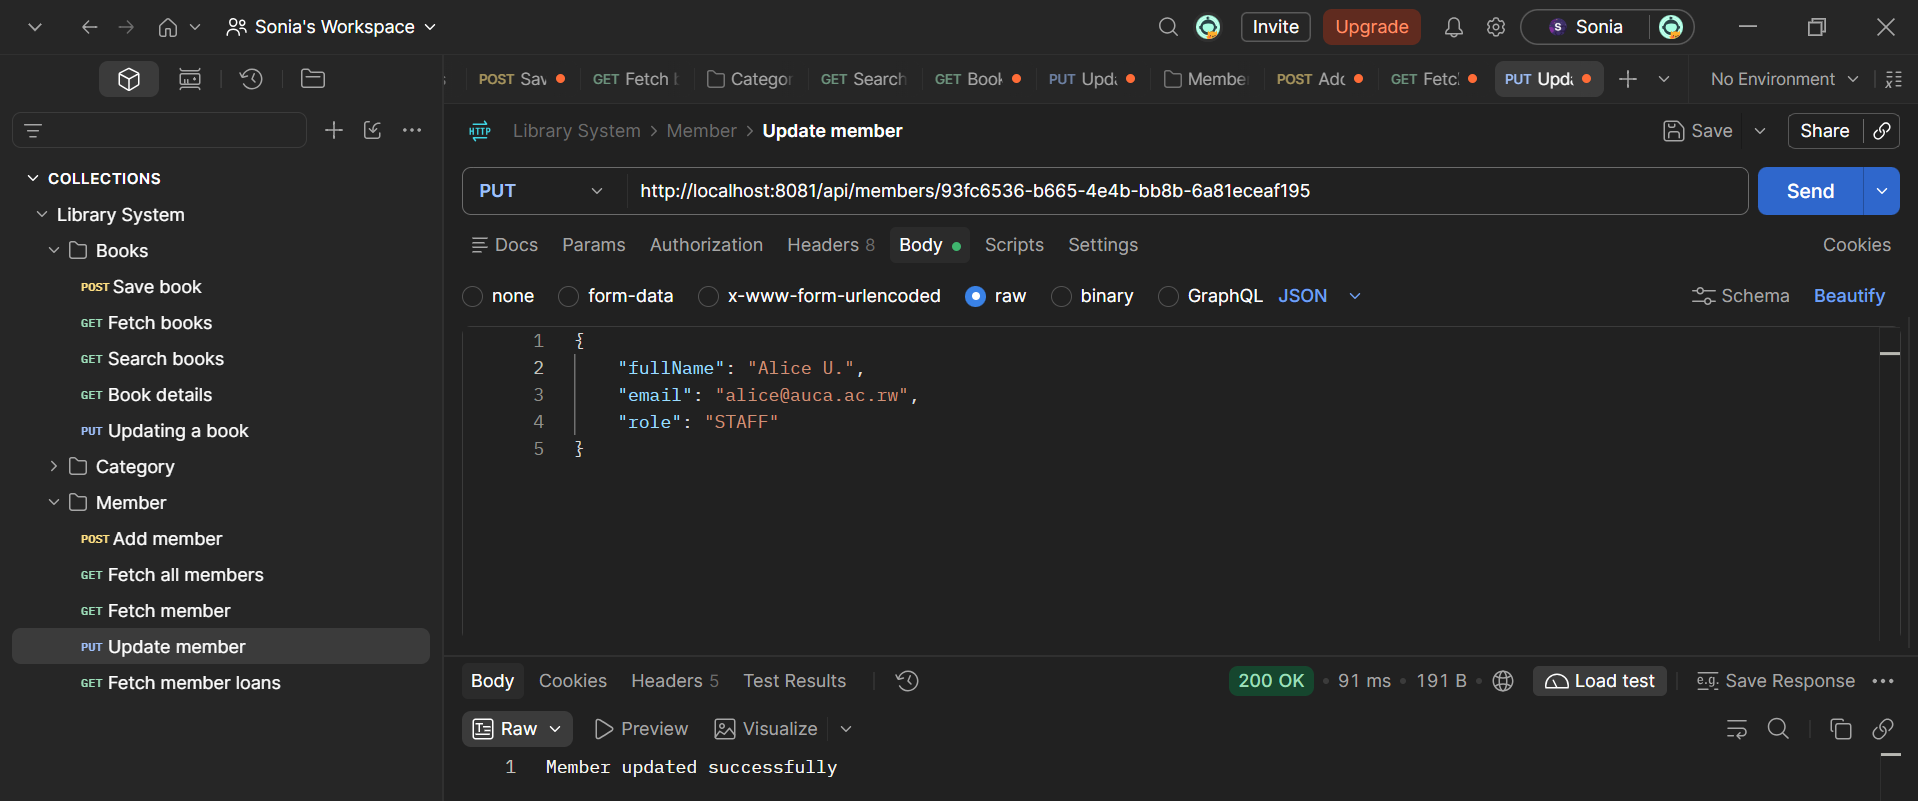 Sonia's Workspace
Invite
Upgrade
S Sonia
POST Sav
GET Fetch b
Categor
GET Search
GET Book
PUT Upda
Membe
POST Add
GET Fetc
PUT Upda
No Environment
HTTP Library System > Member > Update member
Save
Share
COLLECTIONS
Library System
Books
POST Save book
GET Fetch books
GET Search books
GET Book details
PUT Updating a book
Category
Member
POST Add member
GET Fetch all members
GET Fetch member
PUT Update member
GET Fetch member loans
PUT
http://localhost:8081/api/members/93fc6536-b665-4e4b-bb8b-6a81eceaf195
Send
Docs Params Authorization Headers 8 Body Scripts Settings
Cookies
none form-data x-www-form-urlencoded raw binary GraphQL JSON
Schema Beautify
1 {
2 "fullName": "Alice U.",
3 "email": "alice@auca.ac.rw",
4 "role": "STAFF"
5 }
Body Cookies Headers 5 Test Results
200 OK • 91 ms • 191 B
Load test
e.g. Save Response
Raw Preview Visualize
1 Member updated successfully